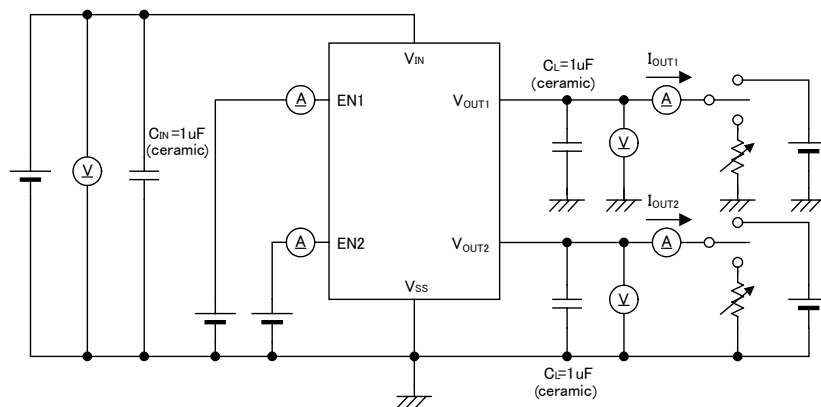 VIN
CL=1uF
(ceramic)
IOUT1
A
EN1
VOUT1
A
CIN=1uF
(ceramic)
V
V
IOUT2
A
EN2
VOUT2
A
VSS
V
CL=1uF
(ceramic)